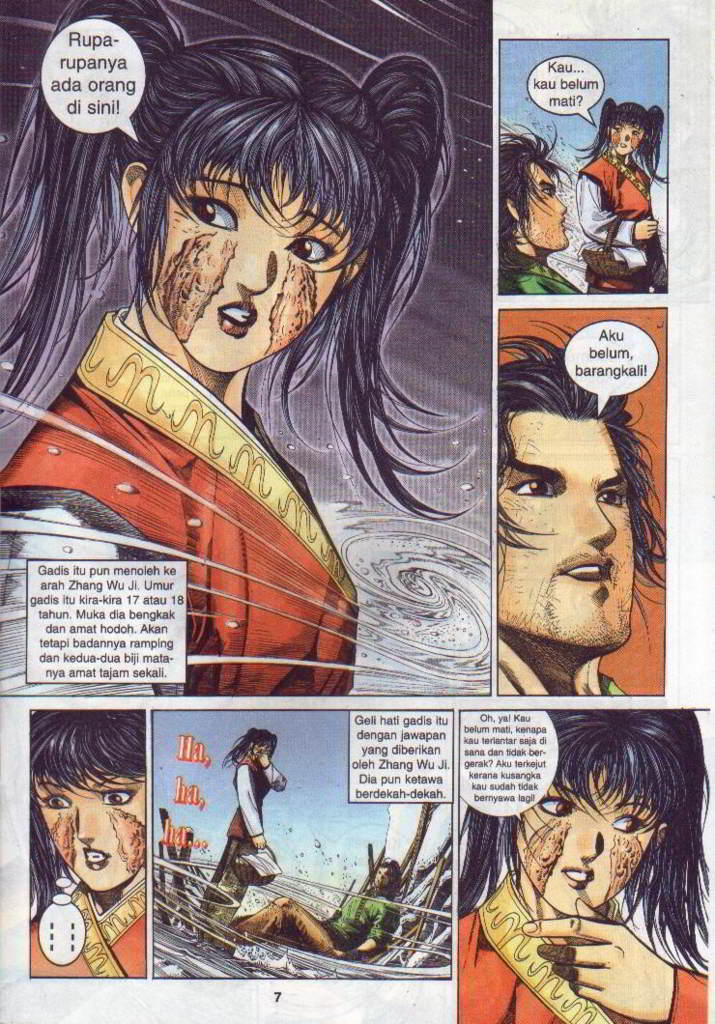 Rupa-
rupanya
ada orang
di sini!
Gadis itu pun menoleh ke
arah Zhang Wu Ji. Umur
gadis itu kira-kira 17 atau 18
tahun. Muka dia bengkak
dan amat hodoh. Akan
tetapi badannya ramping
dan kedua-dua biji mata-
nya amat tajam sekali.
Kau...
kau belum
mati?
Aku
belum,
barangkali!
! !
Ha,
ha,
ha...
Geli hati gadis itu
dengan jawapan
yang diberikan
oleh Zhang Wu Ji.
Dia pun ketawa
berdekah-dekah.
Oh, ya! Kau
belum mati, kenapa
kau terlantar saja di
sana dan tidak ber-
gerak? Aku terkejut
kerana kusangka
kau sudah tidak
bernyawa lagi!
7